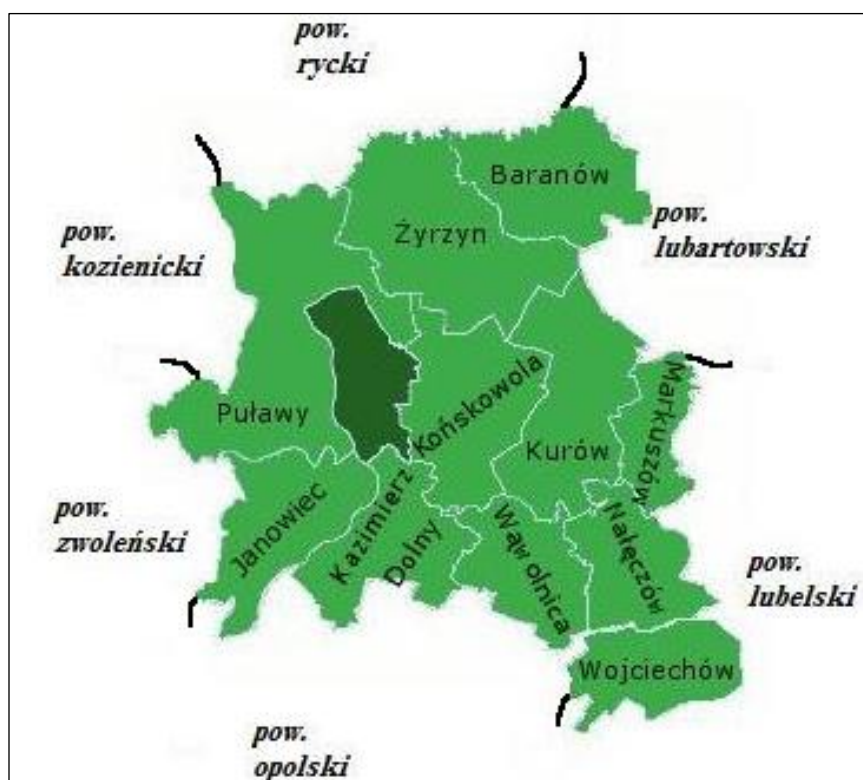 pow.
rycki
Baranów
pow.
lubartowski
Żyrzyn
pow.
kozienicki
Markuszów
Końskowola
Puławy
Kurów
Kazimierz
Dolny
Janowiec
Wąwolnica
Nałęczów
pow.
zwoleński
pow.
lubelski
Wojciechów
pow.
opolski